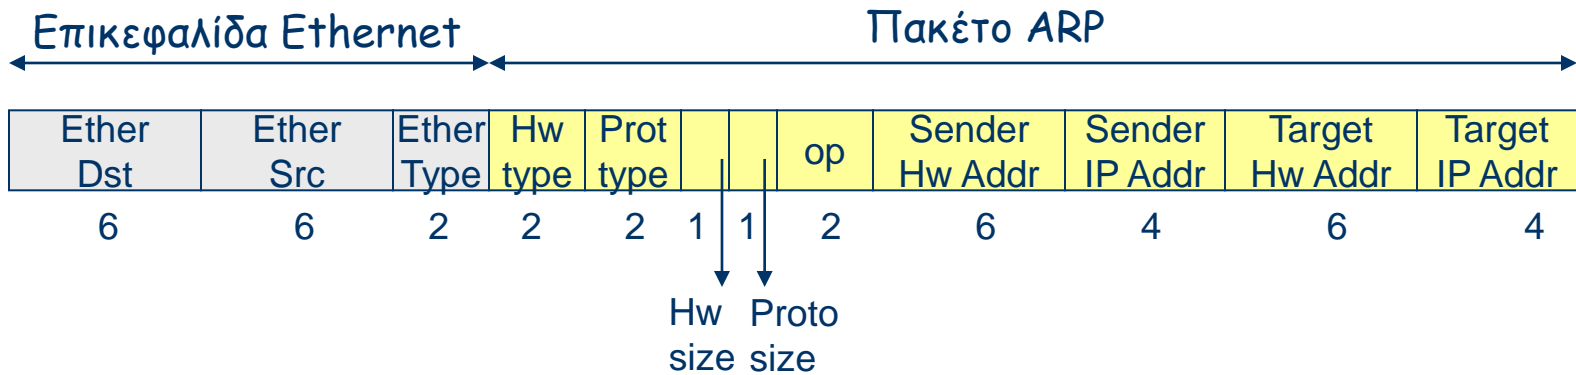 Επικεφαλίδα Ethernet
Πακέτο ARP
Ether Dst
Ether Src
Ether Type
Hw type
Prot type
op
Sender Hw Addr
Sender IP Addr
Target Hw Addr
Target IP Addr
6 6 2 2 2 1 1 2 6 4 6 4
Hw size
Proto size